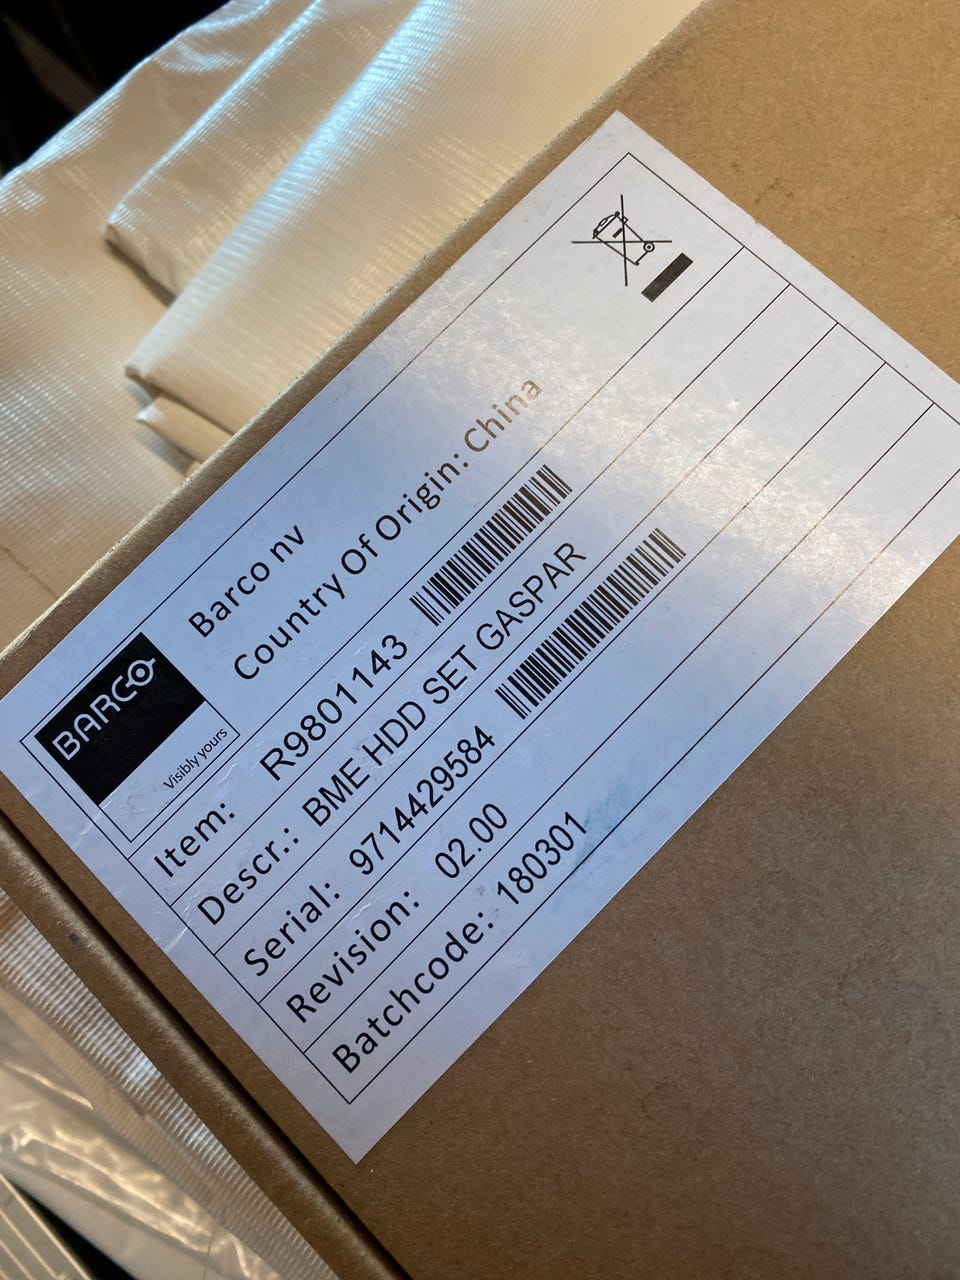 BARCO
Visibly yours
Barco nv
Country Of Origin: China
Item: R9801143
Descr.: BME HDD SET GASPAR
Serial: 9714429584
Revision: 02.00
Batchcode: 180301